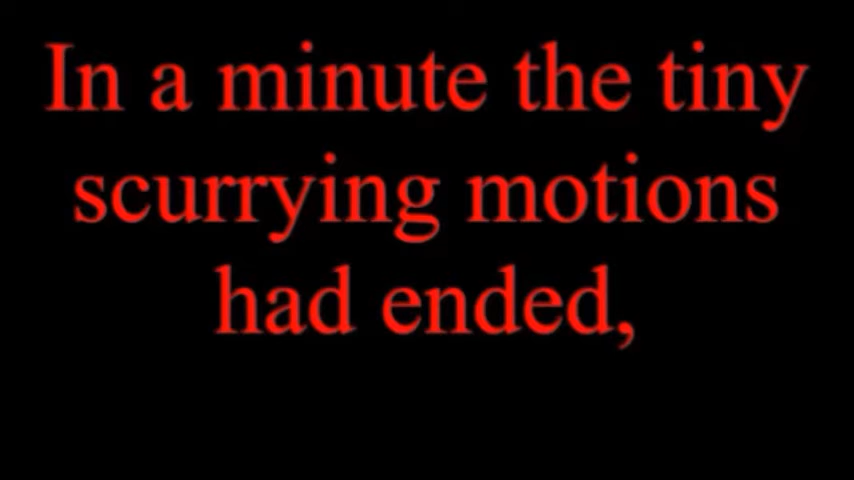 In a minute the tiny
scurrying motions
had ended,